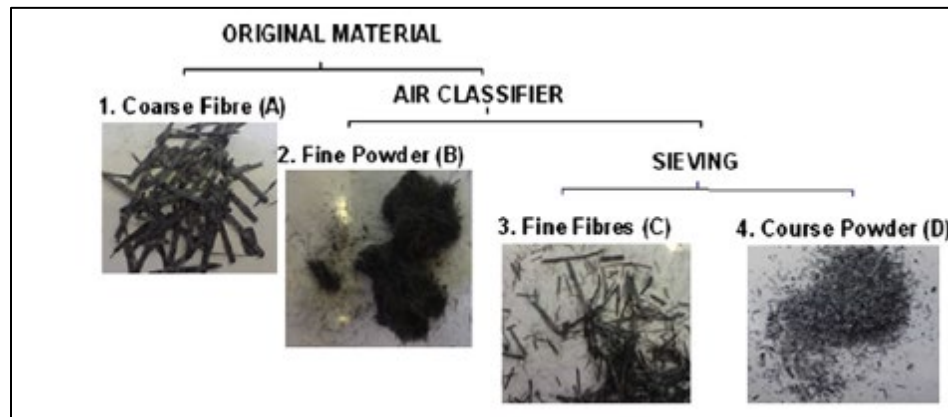 ORIGINAL MATERIAL
1. Coarse Fibre (A)
AIR CLASSIFIER
2. Fine Powder (B)
SIEVING
3. Fine Fibres (C)
4. Course Powder (D)